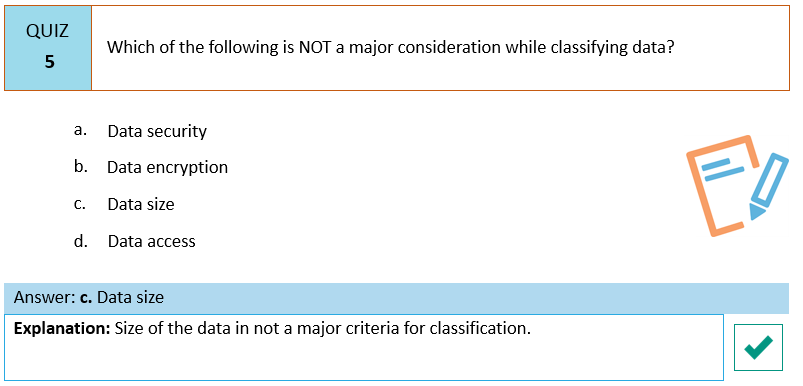 QUIZ
5
Which of the following is NOT a major consideration while classifying data?
a. Data security
b. Data encryption
c. Data size
d. Data access
Answer: c. Data size
Explanation: Size of the data in not a major criteria for classification.